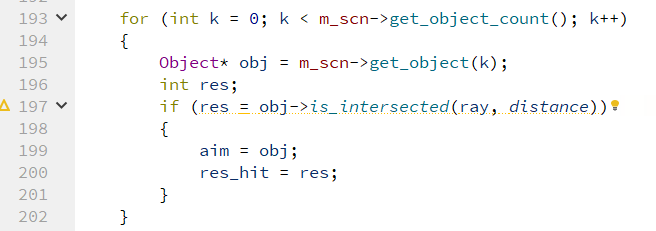 193 for (int k = 0; k < m_scn->get_object_count(); k++)
194 {
195     Object* obj = m_scn->get_object(k);
196     int res;
197     if (res = obj->is_intersected(ray, distance))
198     {
199         aim = obj;
200         res_hit = res;
201     }
202 }